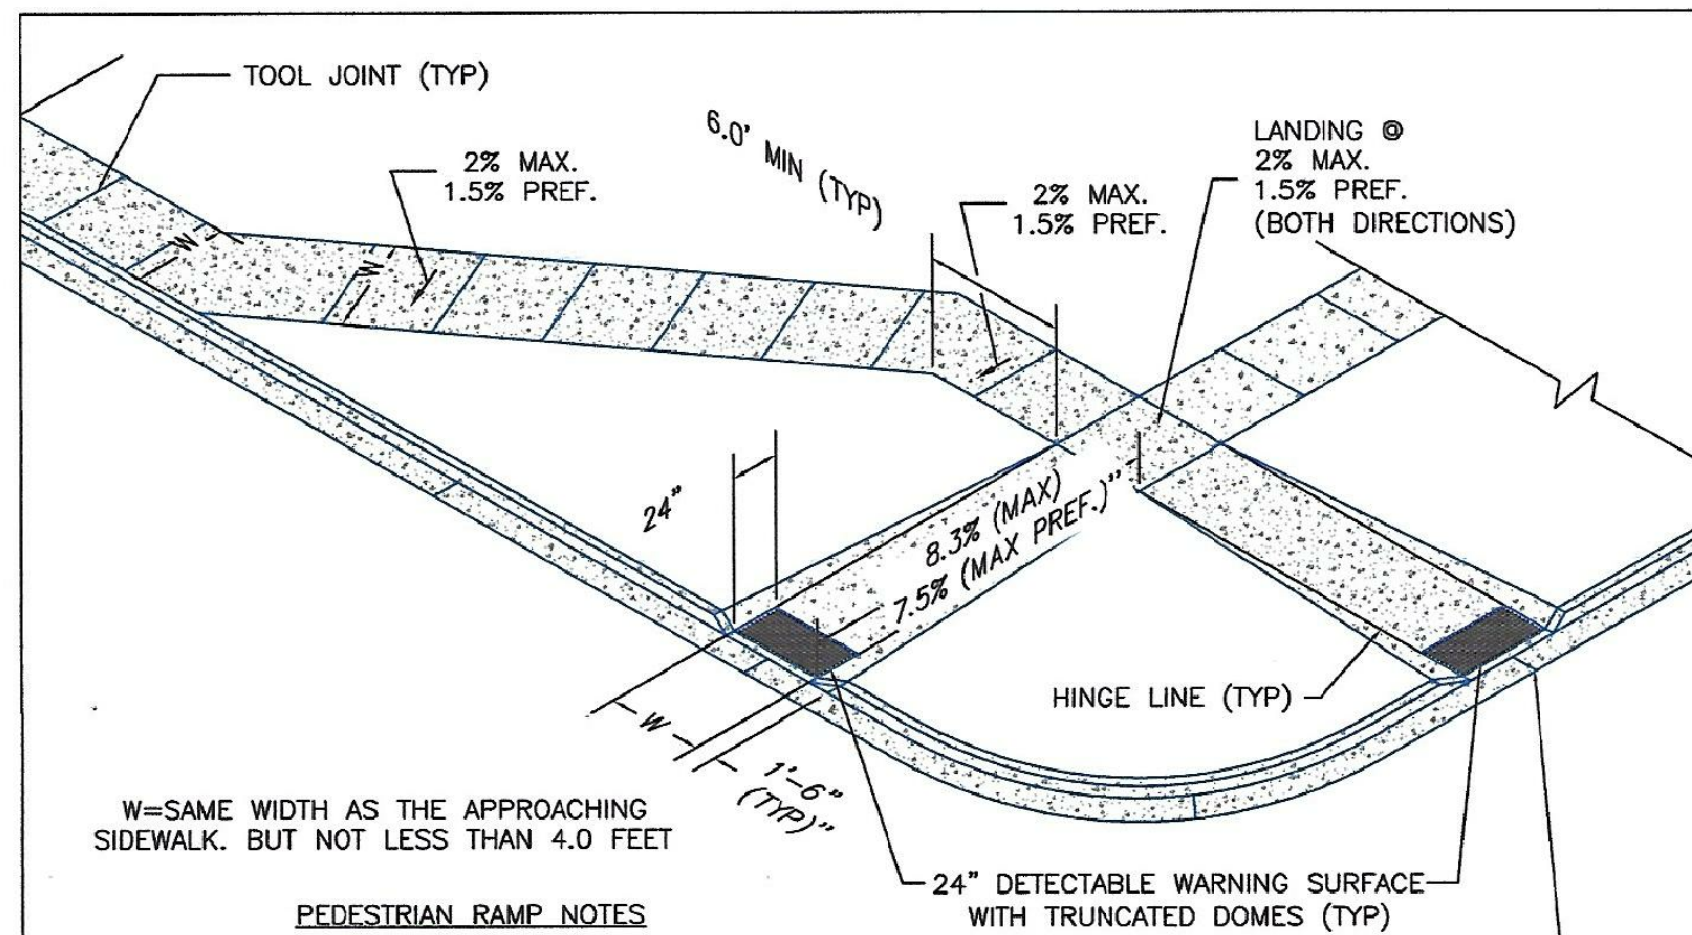 TOOL JOINT (TYP)
2% MAX.
1.5% PREF.
6.0' MIN (TYP)
2% MAX.
1.5% PREF.
LANDING @
2% MAX.
1.5% PREF.
(BOTH DIRECTIONS)
W
W
24"
8.3% (MAX)
7.5% (MAX PREF.)"
HINGE LINE (TYP)
W
1'-6"
(TYP)"
W=SAME WIDTH AS THE APPROACHING
SIDEWALK. BUT NOT LESS THAN 4.0 FEET
24" DETECTABLE WARNING SURFACE
WITH TRUNCATED DOMES (TYP)
PEDESTRIAN RAMP NOTES